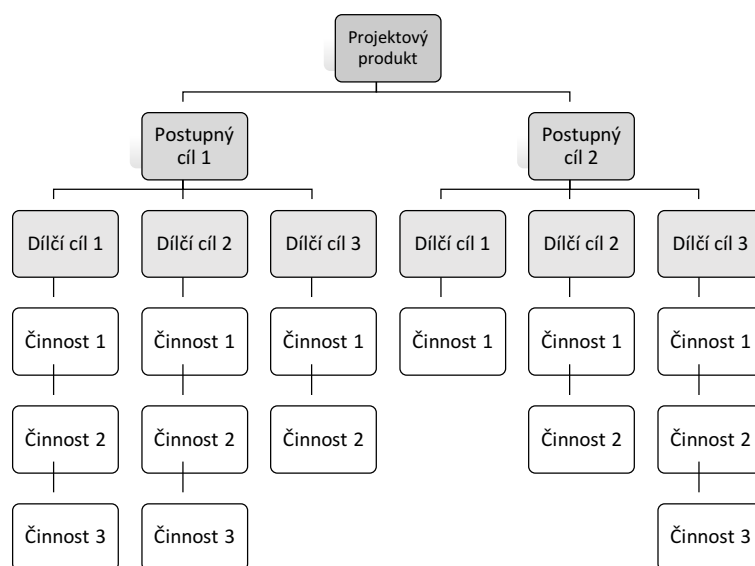 Projektový
produkt
Postupný
cíl 1
Postupný
cíl 2
Dílčí cíl 1
Dílčí cíl 2
Dílčí cíl 3
Dílčí cíl 1
Dílčí cíl 2
Dílčí cíl 3
Činnost 1
Činnost 1
Činnost 1
Činnost 1
Činnost 1
Činnost 1
Činnost 2
Činnost 2
Činnost 2
Činnost 2
Činnost 2
Činnost 3
Činnost 3
Činnost 3